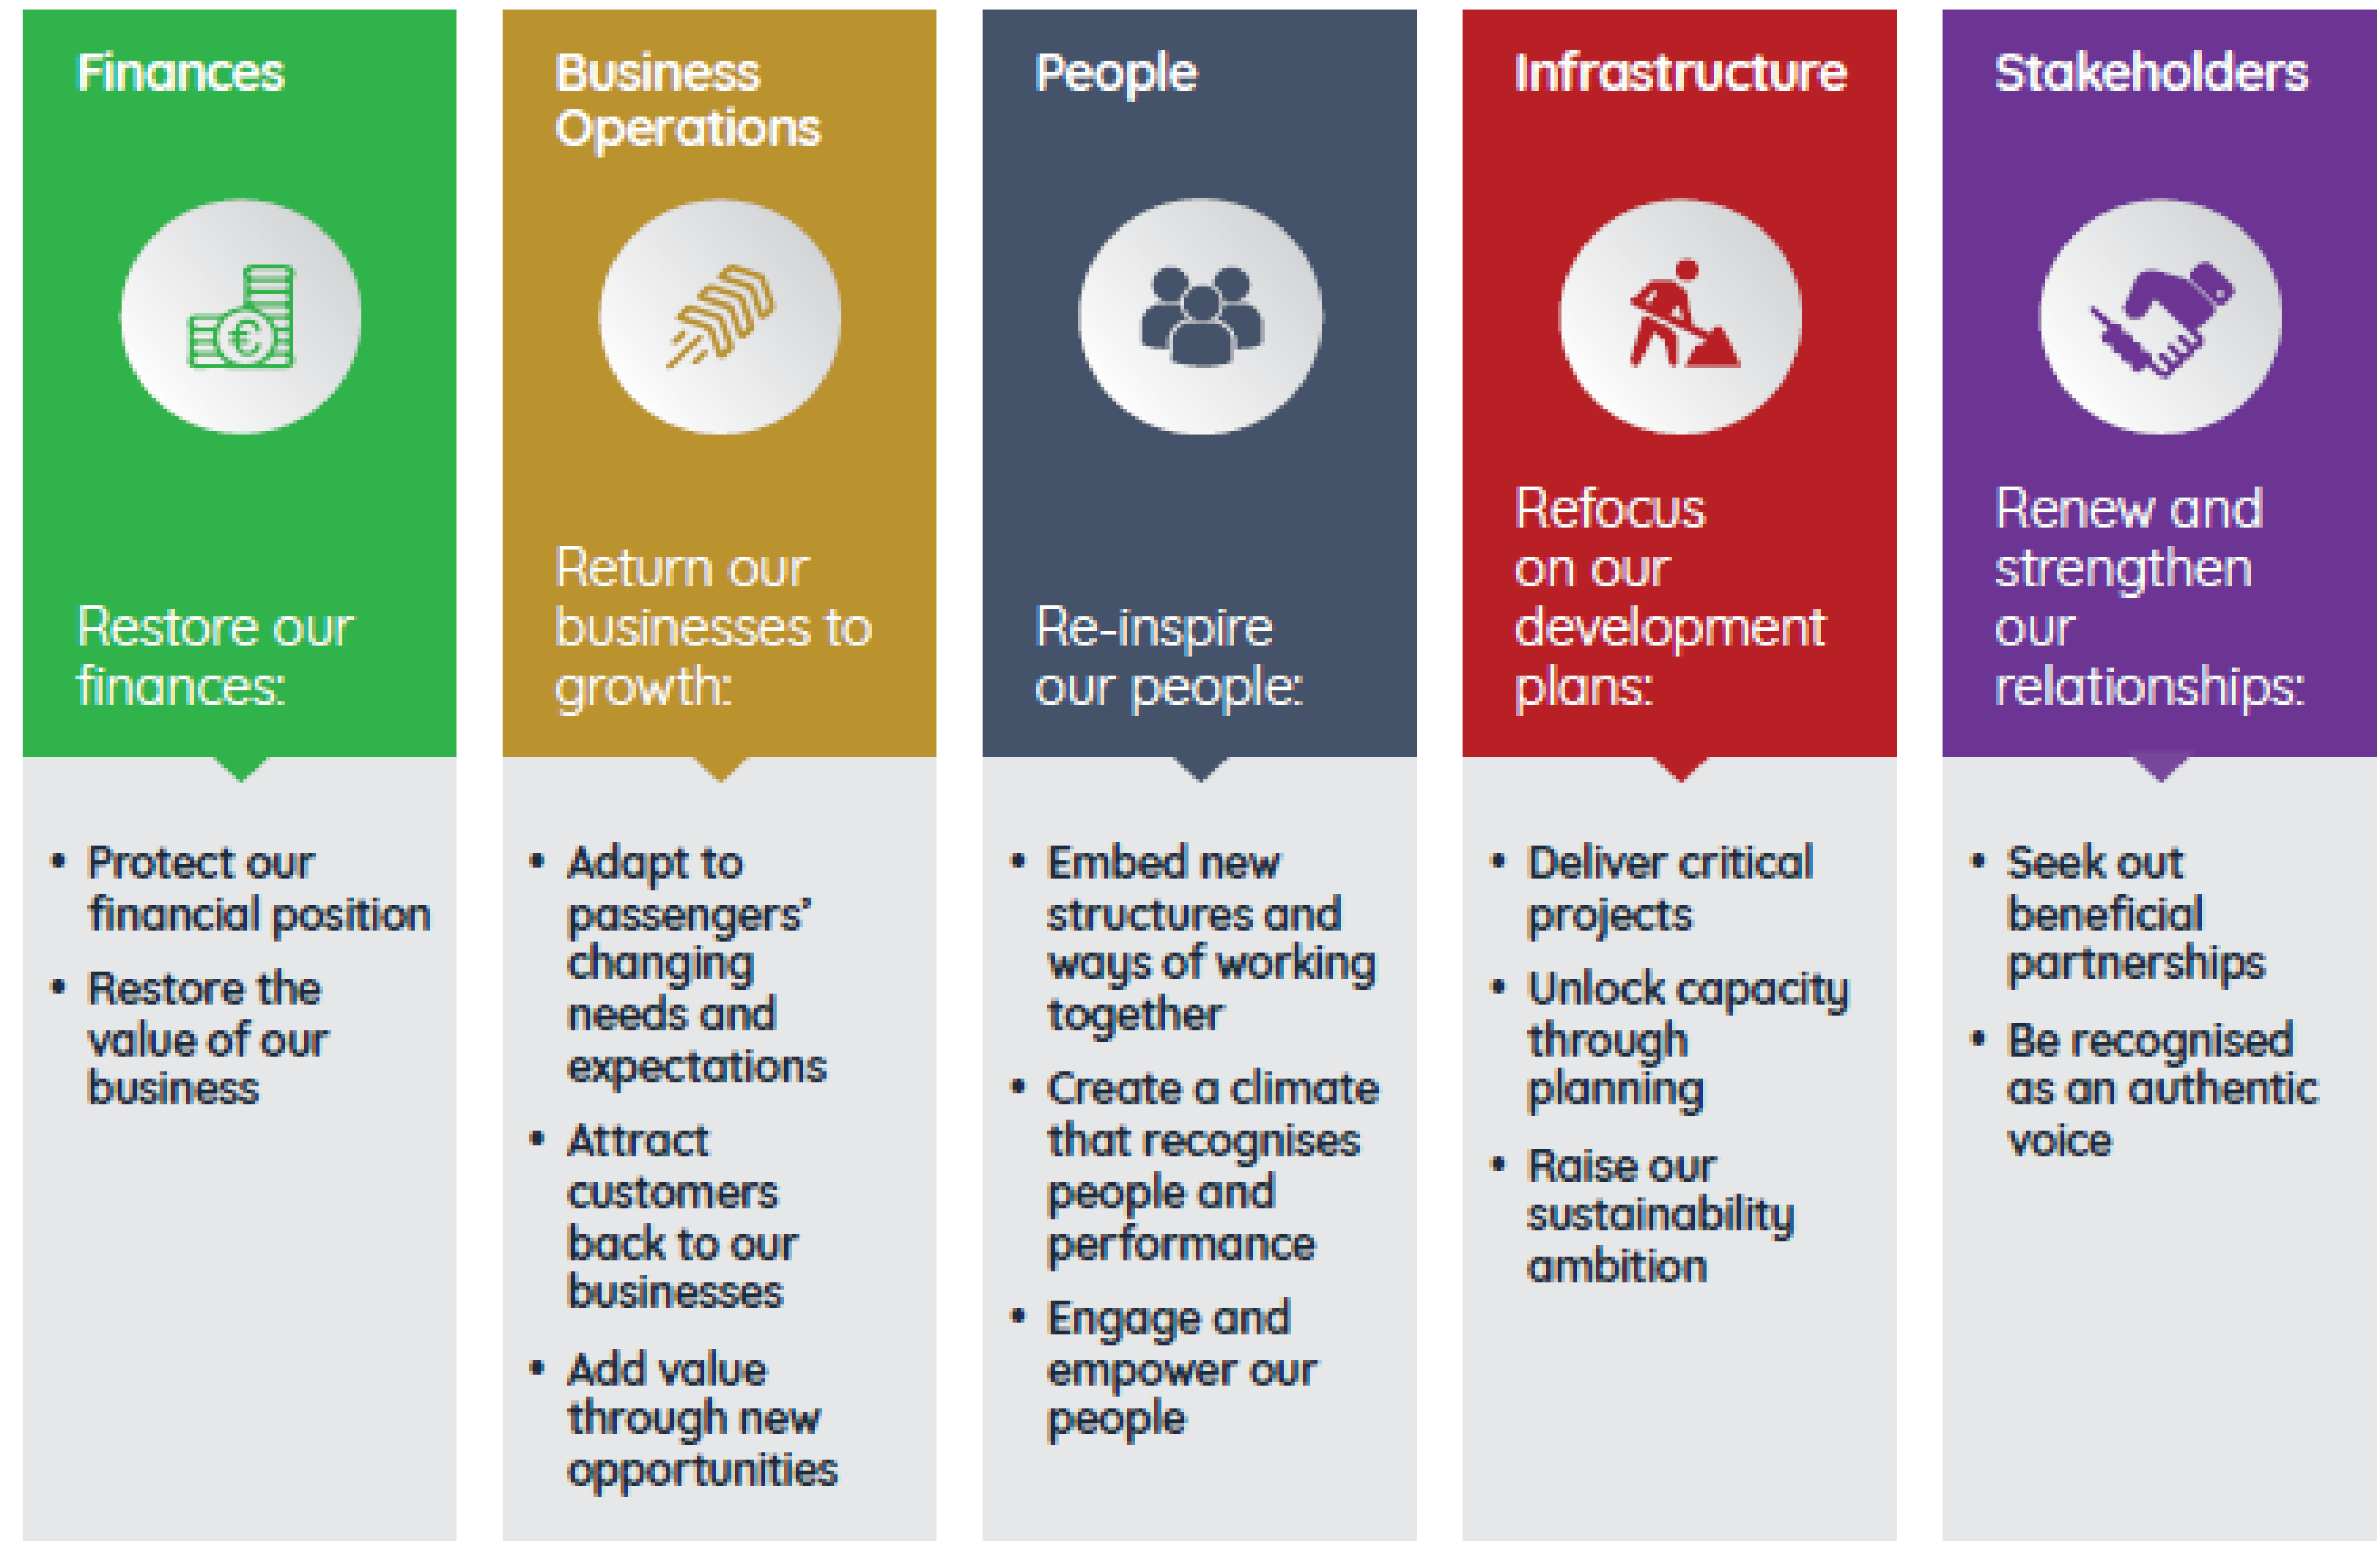 Finances
Restore our
finances:
• Protect our
financial position
• Restore the
value of our
business
Business
Operations
Return our
businesses to
growth:
• Adapt to
passengers’
changing
needs and
expectations
• Attract
customers
back to our
businesses
• Add value
through new
opportunities
People
Re-inspire
our people:
• Embed new
structures and
ways of working
together
• Create a climate
that recognises
people and
performance
• Engage and
empower our
people
Infrastructure
Refocus
on our
development
plans:
• Deliver critical
projects
• Unlock capacity
through
planning
• Raise our
sustainability
ambition
Stakeholders
Renew and
strengthen
our
relationships:
• Seek out
beneficial
partnerships
• Be recognised
as an authentic
voice